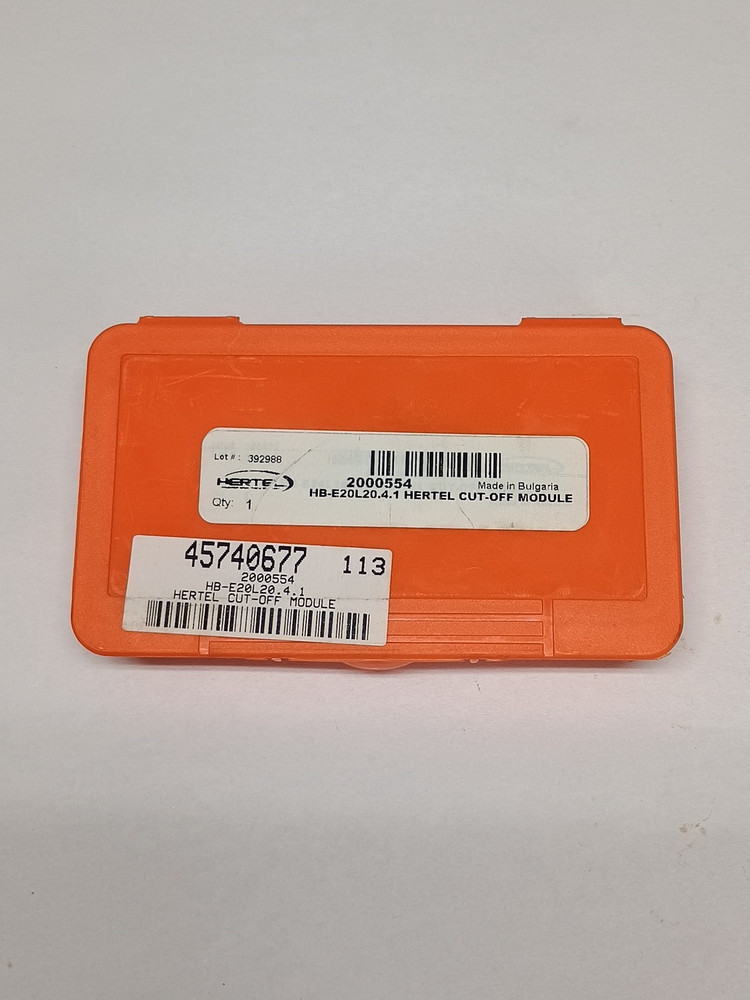 Lot # : 392988
HERTEL
2000554
Made in Bulgaria
HB-E20L20.4.1 HERTEL CUT-OFF MODULE
Qty: 1
45740677 113
2000554
HB-E20L20.4.1
HERTEL CUT-OFF MODULE